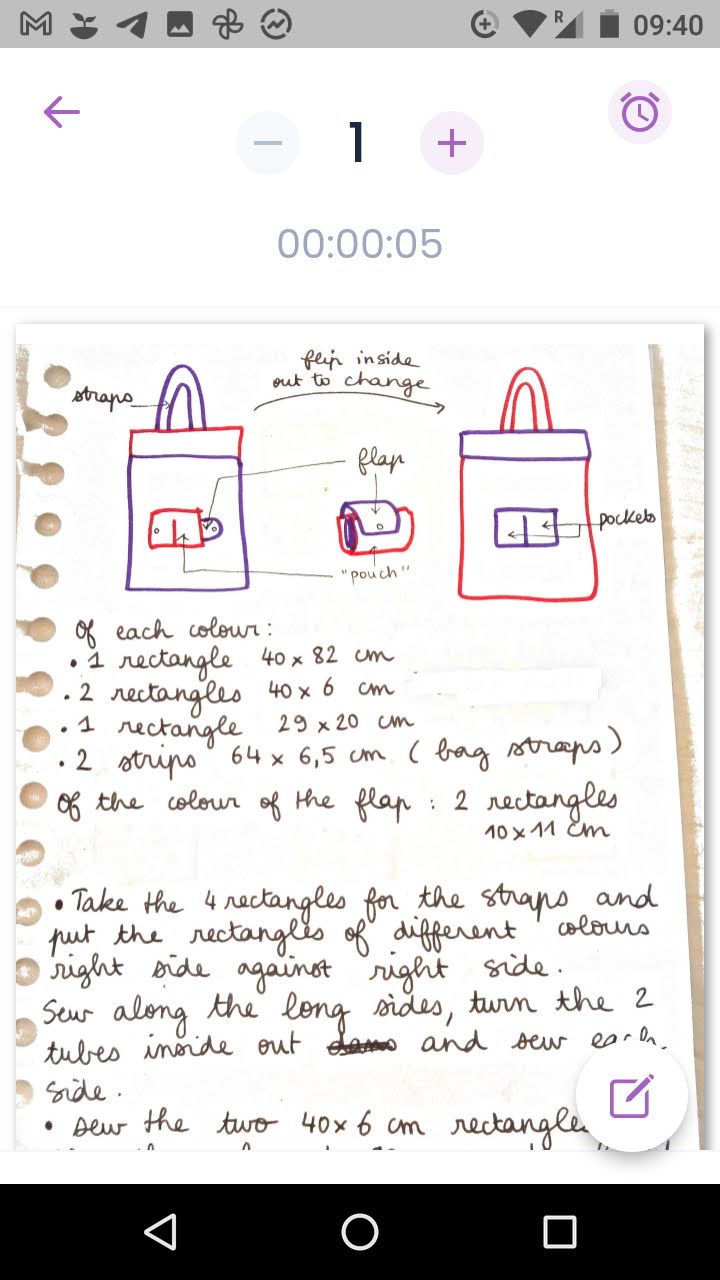 R
09:40
1
00:00:05
flip inside
out to change
straps
flap
pockets
"pouch"
of each colour:
• 1 rectangle 40 x 82 cm
• 2 rectangles 40 x 6 cm
• 1 rectangle 29 x 20 cm
• 2 strips 64 x 6,5 cm ( bag straps )
Of the colour of the flap : 2 rectangles
10 x 11 cm
• Take the 4 rectangles for the straps and
put the rectangles of different colours
right side against right side.
Sew along the long sides, turn the 2
tubes inside out and sew each
side.
• sew the two 40 x 6 cm